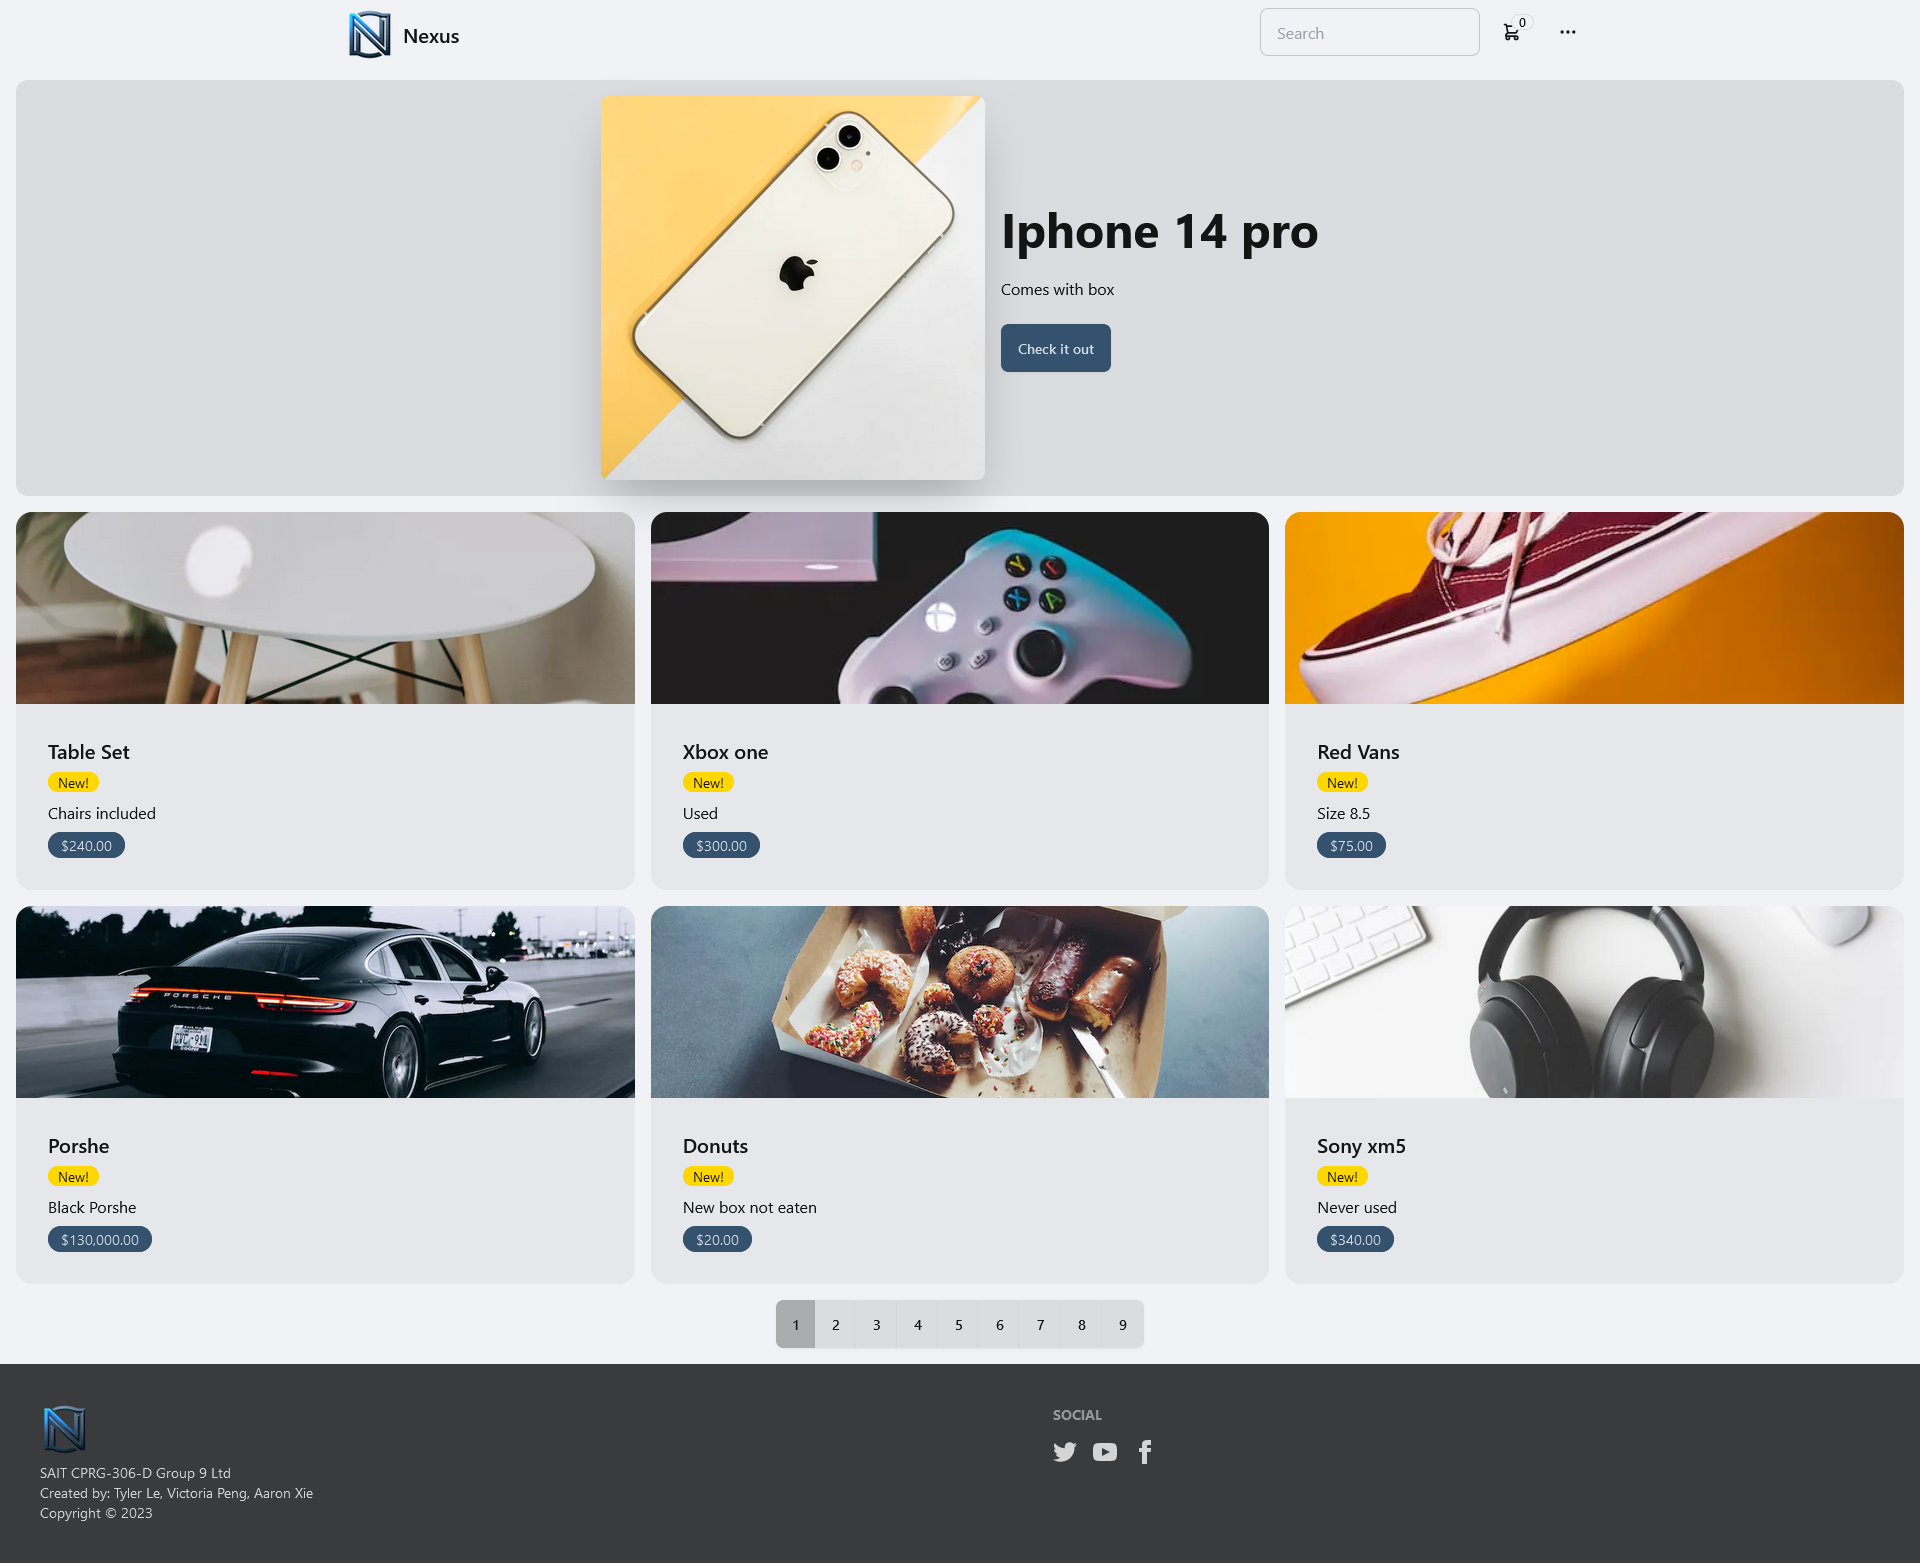 Nexus
Search
0
Iphone 14 pro
Comes with box
Check it out
Table Set
New!
Chairs included
$240.00
Xbox one
New!
Used
$300.00
Red Vans
New!
Size 8.5
$75.00
PORSCHE
Porshe
New!
Black Porshe
$130,000.00
Donuts
New!
New box not eaten
$20.00
Sony xm5
New!
Never used
$340.00
1 2 3 4 5 6 7 8 9
SAIT CPRG-306-D Group 9 Ltd
Created by: Tyler Le, Victoria Peng, Aaron Xie
Copyright © 2023
SOCIAL